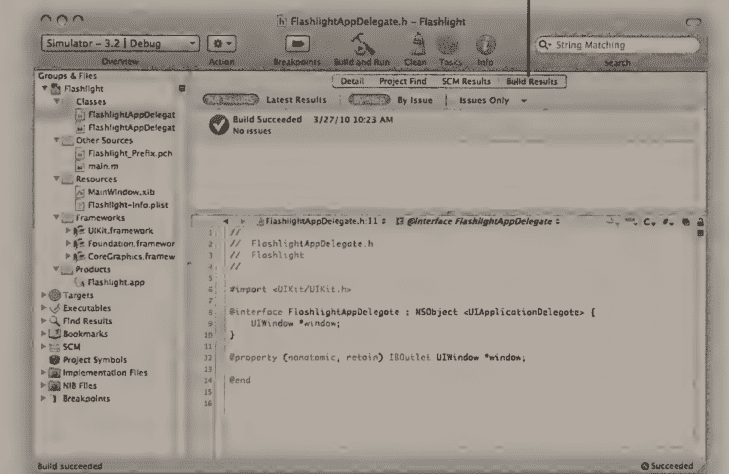 FlashlightAppDelegate.h - Flashlight
Simulator - 3.2 | Debug
String Matching
Overview
Action
Breakpoints
Build and Run
Clean
Tasks
Info
Search
Groups & Files
Detail
Project Find
SCM Results
Build Results
Flashlight
Classes
FlashlightAppDelegat
FlashlightAppDelegat
Other Sources
Flashlight_Prefix.pch
main.m
Resources
MainWindow.xib
Flashlight-Info.plist
Frameworks
UIKit.framework
Foundation.framewor
CoreGraphics.framew
Products
Flashlight.app
Targets
Executables
Find Results
Bookmarks
SCM
Project Symbols
Implementation Files
NIB Files
Breakpoints
Latest Results
By Issue
Issues Only
Build Succeeded 3/27/10 10:23 AM
No issues
FlashlightAppDelegate.h:11
@interface FlashlightAppDelegate
C
#
1 //
2 // FlashlightAppDelegate.h
3 // Flashlight
4 //
5
6 #import <UIKit/UIKit.h>
7
8 @interface FlashlightAppDelegate : NSObject <UIApplicationDelegate> {
9 UIWindow *window;
10 }
11
12 @property (nonatomic, retain) IBOutlet UIWindow *window;
13
14 @end
15
16
Build succeeded
Succeeded